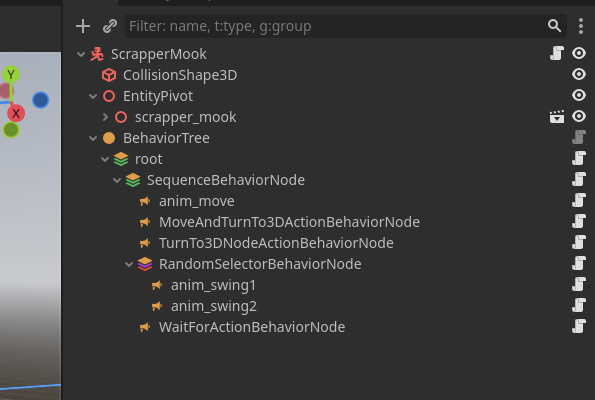 Filter: name, t:type, g:group
ScrapperMook
CollisionShape3D
EntityPivot
scrapper_mook
BehaviorTree
root
SequenceBehaviorNode
anim_move
MoveAndTurnTo3DActionBehaviorNode
TurnTo3DNodeActionBehaviorNode
RandomSelectorBehaviorNode
anim_swing1
anim_swing2
WaitForActionBehaviorNode
Y
X